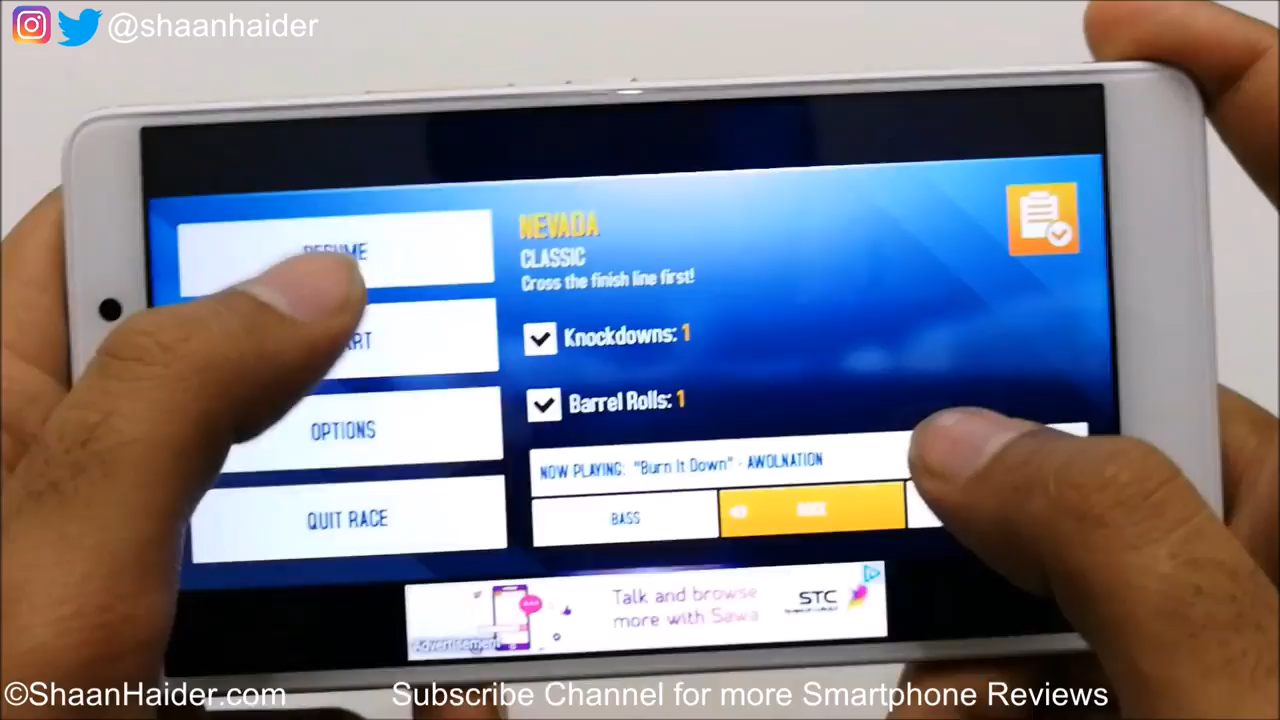 @shaanhaider
RESUME
OPTIONS
QUIT RACE
NEVADA
CLASSIC
Cross the finish line first!
Knockdowns: 1
Barrel Rolls: 1
NOW PLAYING: "Burn It Down" - AWOLNATION
BASS
Talk and browse
more with Sawa
STC
Advertisement
©ShaanHaider.com
Subscribe Channel for more Smartphone Reviews